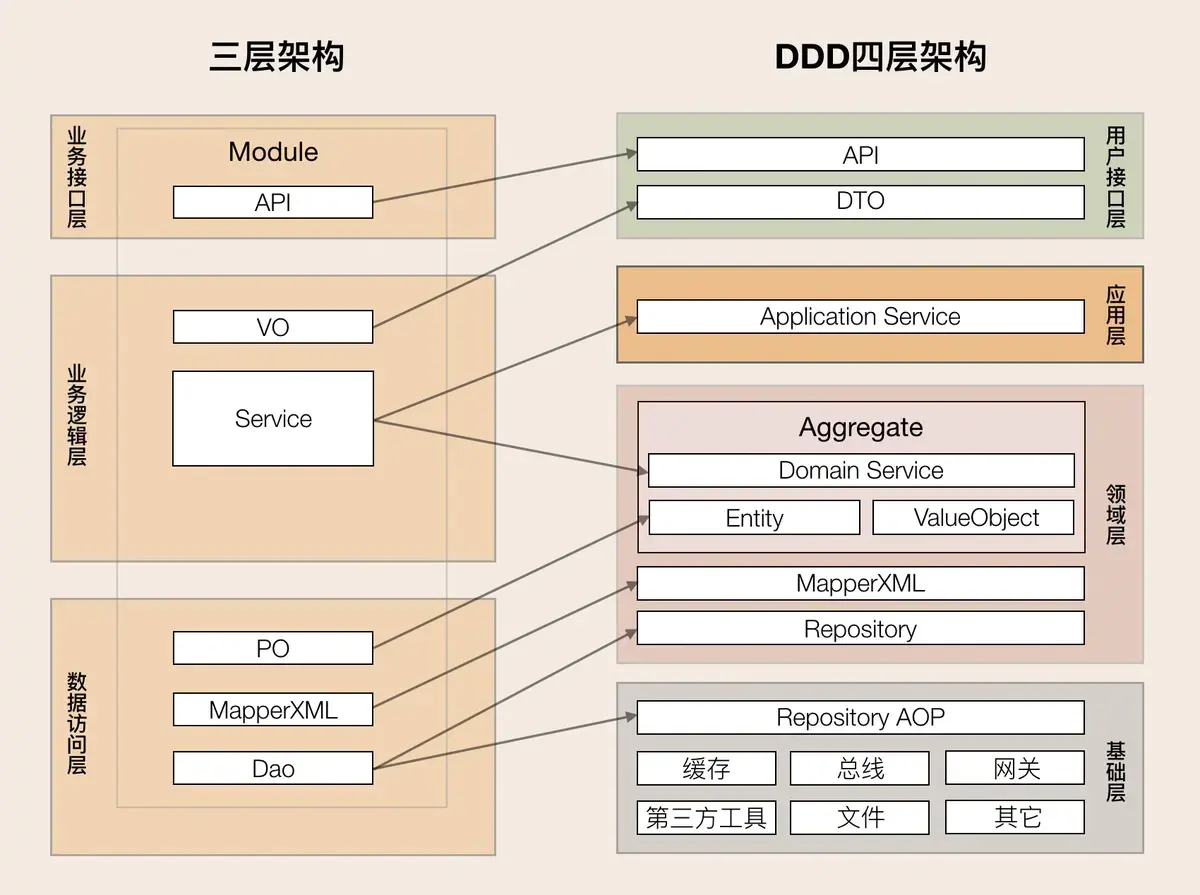 三层架构
DDD四层架构
业务接口层
Module
API
业务逻辑层
VO
Service
数据访问层
PO
MapperXML
Dao
API
DTO
用户接口层
Application Service
应用层
Aggregate
Domain Service
Entity
ValueObject
MapperXML
Repository
领域层
Repository AOP
缓存
总线
网关
第三方工具
文件
其它
基础层